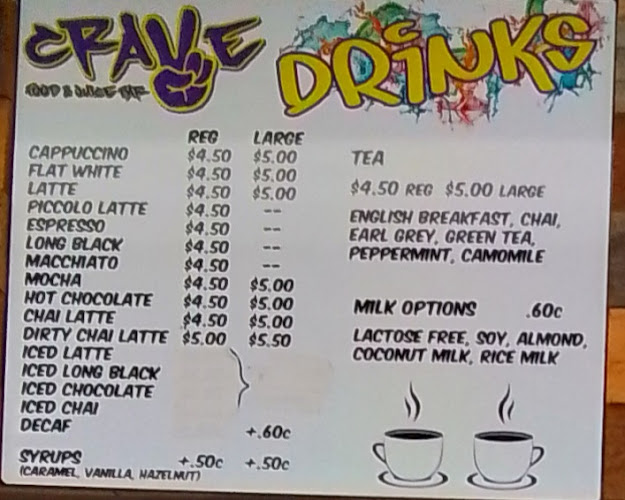 CRAVE
FOOD & JUICE BAR
DRINKS
REG LARGE
CAPPUCCINO $4.50 $5.00
FLAT WHITE $4.50 $5.00
LATTE $4.50 $5.00
PICCOLO LATTE $4.50 --
ESPRESSO $4.50 --
LONG BLACK $4.50 --
MACCHIATO $4.50 --
MOCHA $4.50 $5.00
HOT CHOCOLATE $4.50 $5.00
CHAI LATTE $4.50 $5.00
DIRTY CHAI LATTE $5.00 $5.50
ICED LATTE
ICED LONG BLACK
ICED CHOCOLATE
ICED CHAI
DECAF +.60c
SYRUPS +.50c +.50c
(CARAMEL, VANILLA, HAZELNUT)
TEA
$4.50 REG $5.00 LARGE
ENGLISH BREAKFAST, CHAI,
EARL GREY, GREEN TEA,
PEPPERMINT, CAMOMILE
MILK OPTIONS .60c
LACTOSE FREE, SOY, ALMOND,
COCONUT MILK, RICE MILK